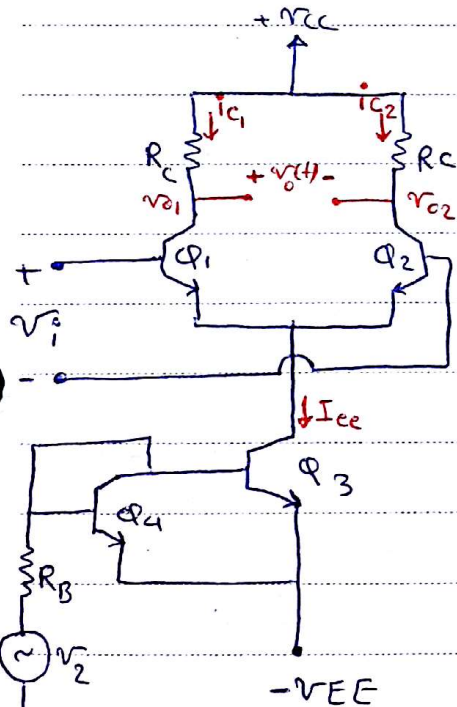 +VCC
ic1
ic2
RC
RC
+ vo(t) -
vo1
vo2
+
Q1
Q2
Vi
-
Iee
Q3
Q4
RB
~
V2
-VEE